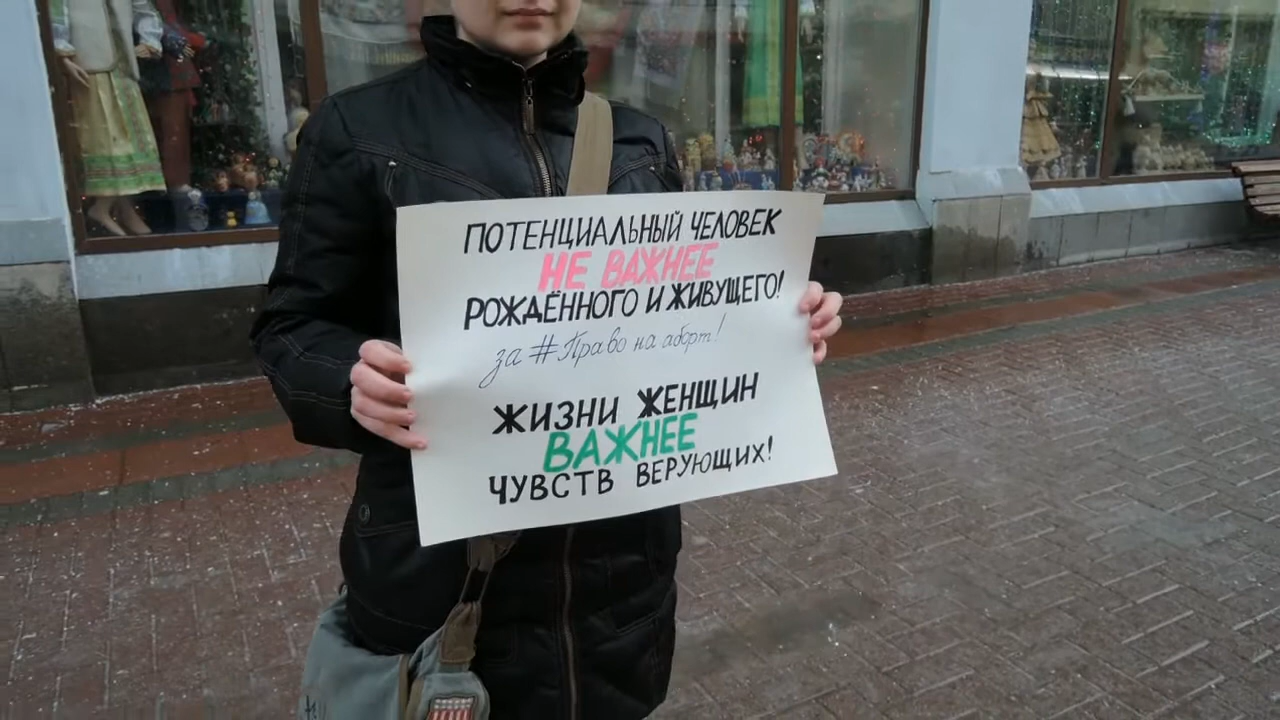 ПОТЕНЦИАЛЬНЫЙ ЧЕЛОВЕК
НЕ ВАЖНЕЕ
РОЖДЁННОГО И ЖИВУЩЕГО!
за #Право на аборт!
ЖИЗНИ ЖЕНЩИН
ВАЖНЕЕ
ЧУВСТВ ВЕРУЮЩИХ!